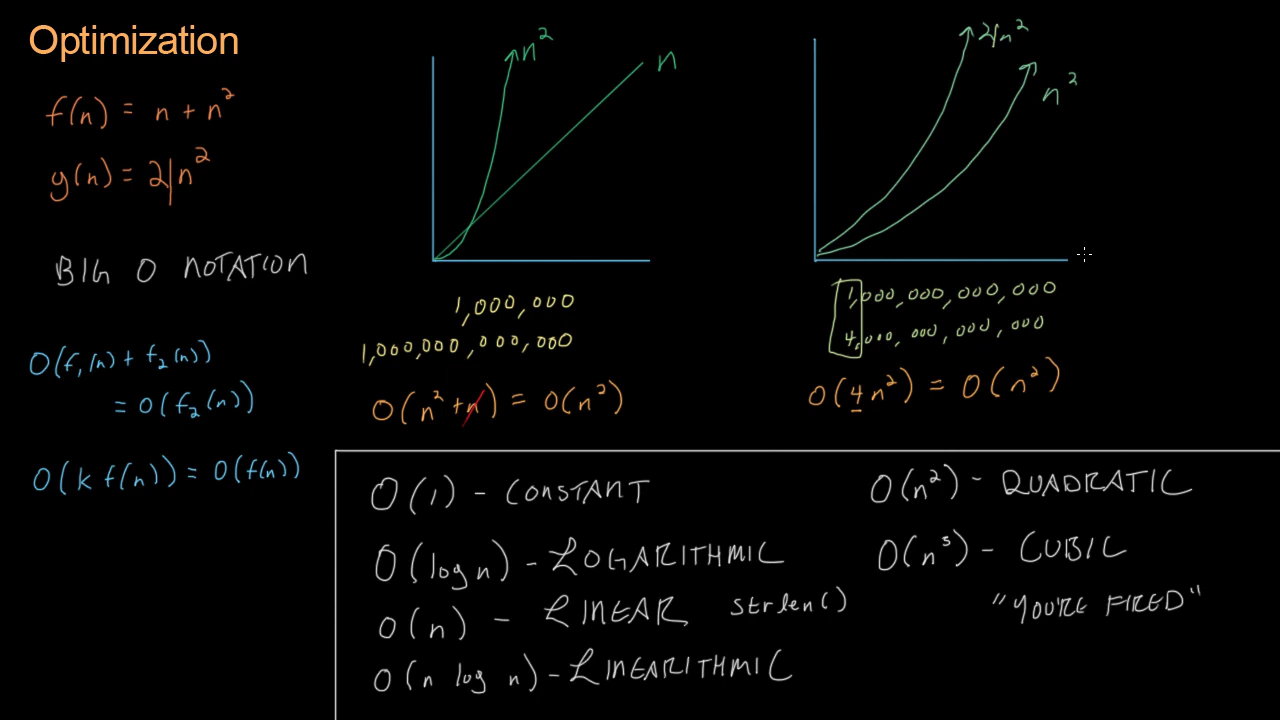 Optimization
f(n) = n + n²
g(n) = 4n²
BIG O NOTATION
O(f₁(n) + f₂(n))
= O(f₂(n))
O(k f(n)) = O(f(n))
n²
n
1,000,000
1,000,000,000,000
O(n² + n) = O(n²)
4n²
n²
1,000,000,000,000
4,000,000,000,000
O(4n²) = O(n²)
O(1) - CONSTANT
O(log n) - LOGARITHMIC
O(n) - LINEAR strlen()
O(n log n) - LINEARITHMIC
O(n²) - QUADRATIC
O(n³) - CUBIC
"YOU'RE FIRED"